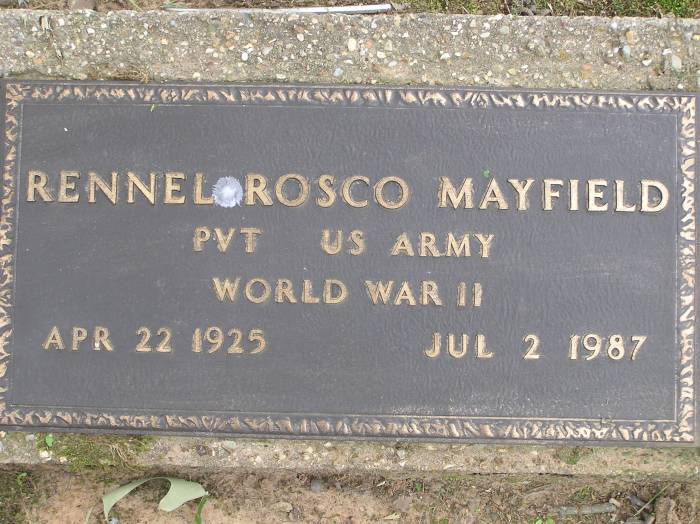 RENNEL ROSCO MAYFIELD
PVT US ARMY
WORLD WAR II
APR 22 1925 JUL 2 1987